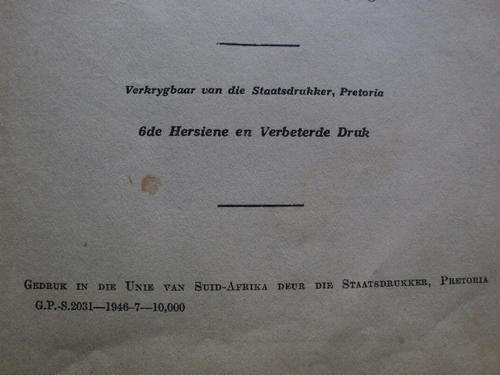 Verkrygbaar van die Staatsdrukker, Pretoria
6de Hersiene en Verbeterde Druk
GEDRUK IN DIE UNIE VAN SUID-AFRIKA DEUR DIE STAATSDRUKKER, PRETORIA
G.P.-S.2031—1946-7—10,000